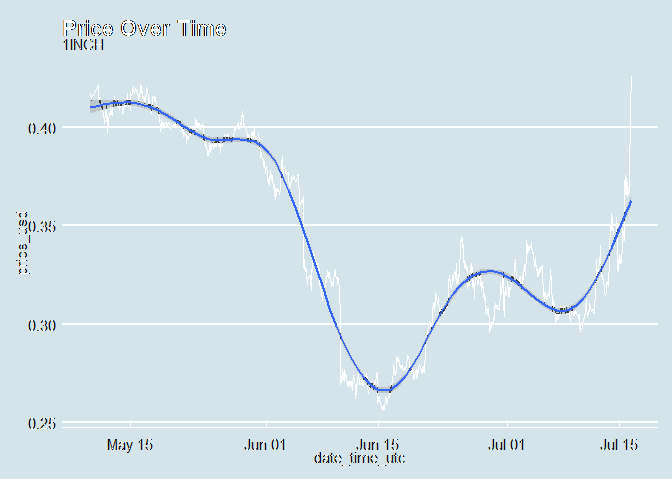 Price Over Time
1INCH
price_usd
0.40
0.35
0.30
0.25
May 15
Jun 01
Jun 15
Jul 01
Jul 15
date_time_utc